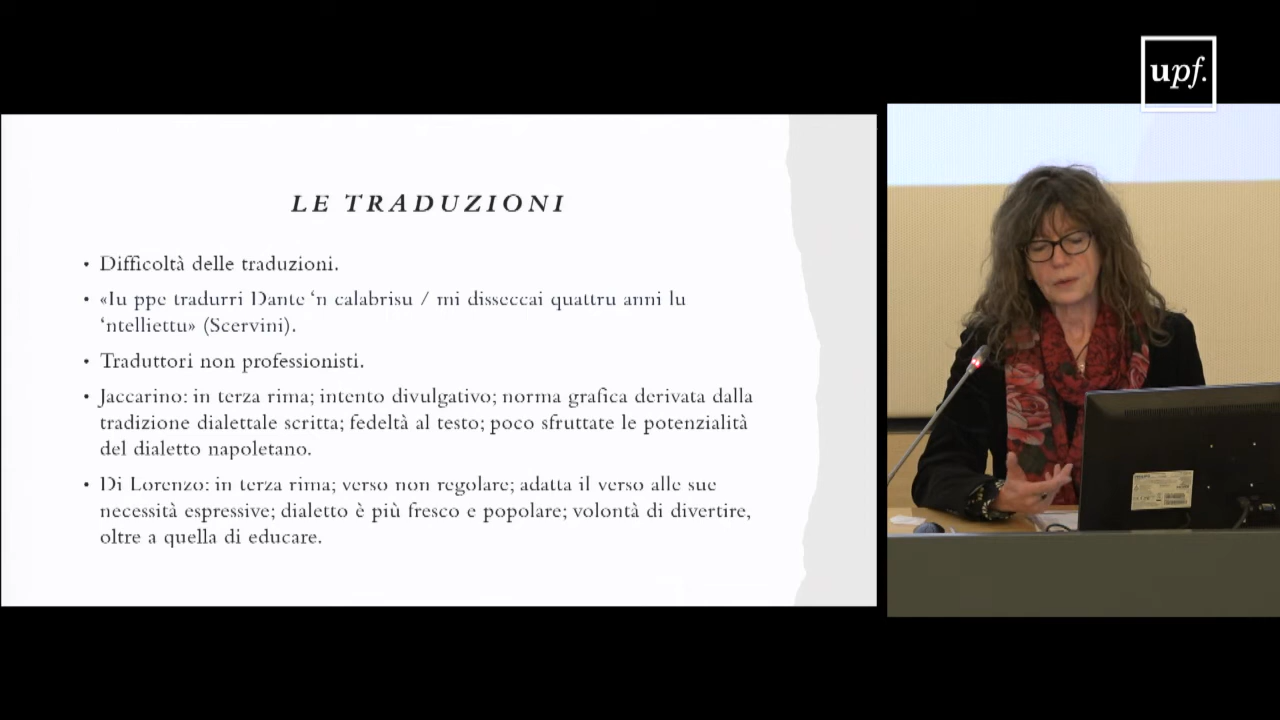 upf.
LE TRADUZIONI
• Difficoltà delle traduzioni.
• «Iu ppe tradurri Dante ‘n calabrisu / mi disseccai quattru anni lu
‘ntelliettu» (Scervini).
• Traduttori non professionisti.
• Jaccarino: in terza rima; intento divulgativo; norma grafica derivata dalla
tradizione dialettale scritta; fedeltà al testo; poco sfruttate le potenzialità
del dialetto napoletano.
• Di Lorenzo: in terza rima; verso non regolare; adatta il verso alle sue
necessità espressive; dialetto è più fresco e popolare; volontà di divertire,
oltre a quella di educare.